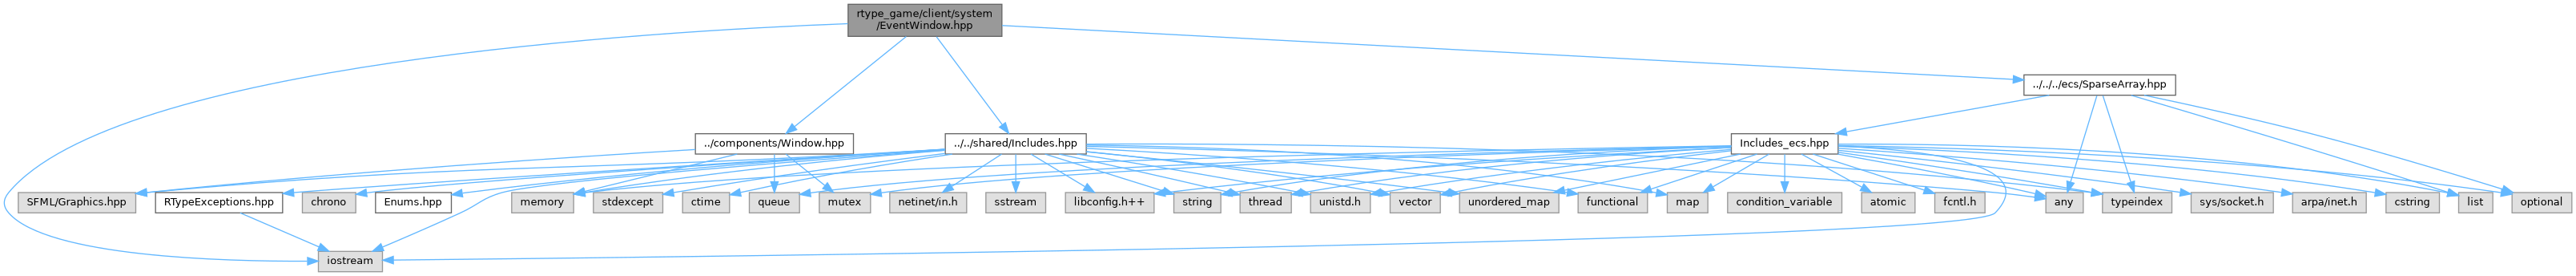 rtype_game/client/system
/EventWindow.hpp
../../../ecs/SparseArray.hpp
../components/Window.hpp
../../shared/Includes.hpp
Includes_ecs.hpp
SFML/Graphics.hpp
RTypeExceptions.hpp
chrono
Enums.hpp
memory
stdexcept
ctime
queue
mutex
netinet/in.h
sstream
libconfig.h++
string
thread
unistd.h
vector
unordered_map
functional
map
condition_variable
atomic
fcntl.h
any
typeindex
sys/socket.h
arpa/inet.h
cstring
list
optional
iostream